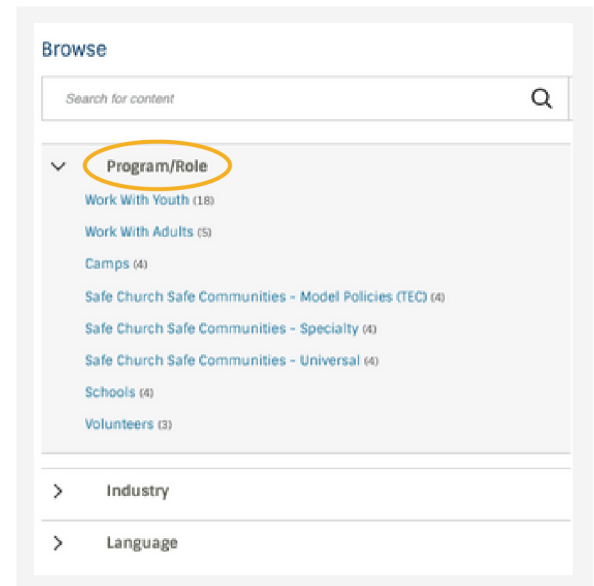 Browse
Search for content
Program/Role
Work With Youth (18)
Work With Adults (5)
Camps (4)
Safe Church Safe Communities - Model Policies (TEC) (4)
Safe Church Safe Communities - Specialty (4)
Safe Church Safe Communities - Universal (4)
Schools (4)
Volunteers (3)
Industry
Language